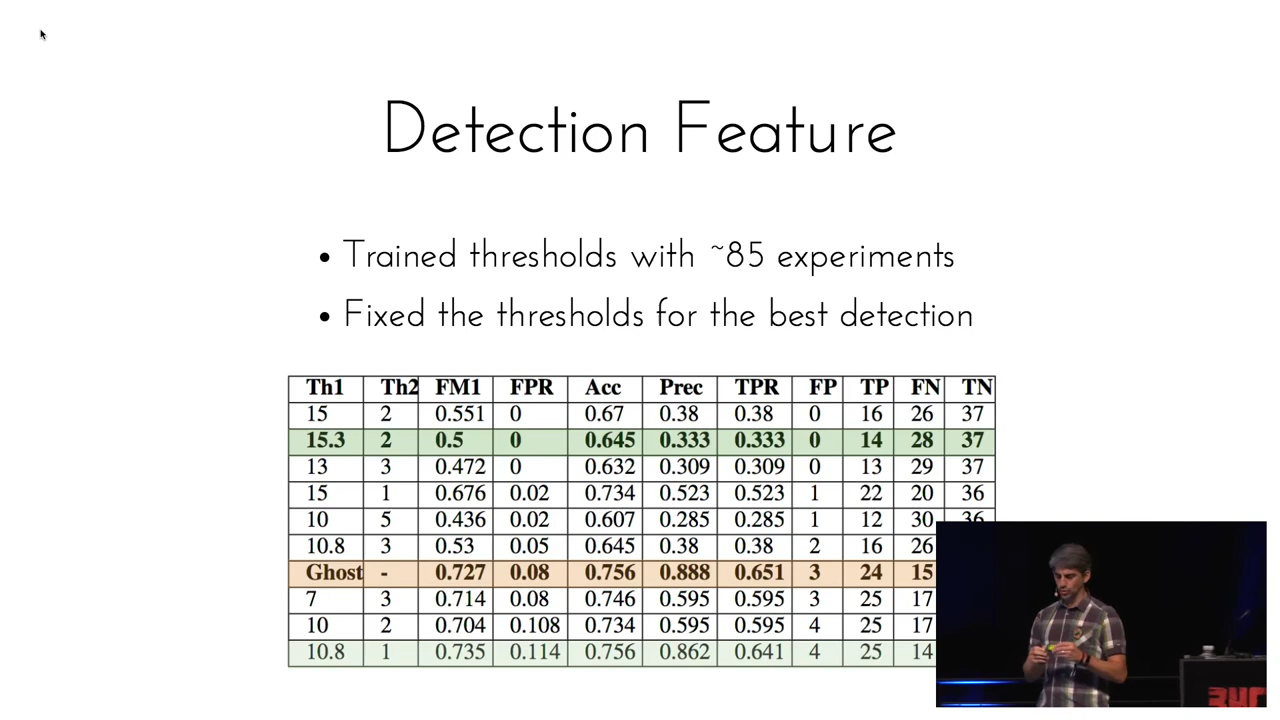 Detection Feature
• Trained thresholds with ~85 experiments
• Fixed the thresholds for the best detection
Th1 Th2 FM1 FPR Acc Prec TPR FP TP FN TN
15 2 0.551 0 0.67 0.38 0.38 0 16 26 37
15.3 2 0.5 0 0.645 0.333 0.333 0 14 28 37
13 3 0.472 0 0.632 0.309 0.309 0 13 29 37
15 1 0.676 0.02 0.734 0.523 0.523 1 22 20 36
10 5 0.436 0.02 0.607 0.285 0.285 1 12 30 36
10.8 3 0.53 0.05 0.645 0.38 0.38 2 16 26
Ghost - 0.727 0.08 0.756 0.888 0.651 3 24 15
7 3 0.714 0.08 0.746 0.595 0.595 3 25 17
10 2 0.704 0.108 0.734 0.595 0.595 4 25 17
10.8 1 0.735 0.114 0.756 0.862 0.641 4 25 14